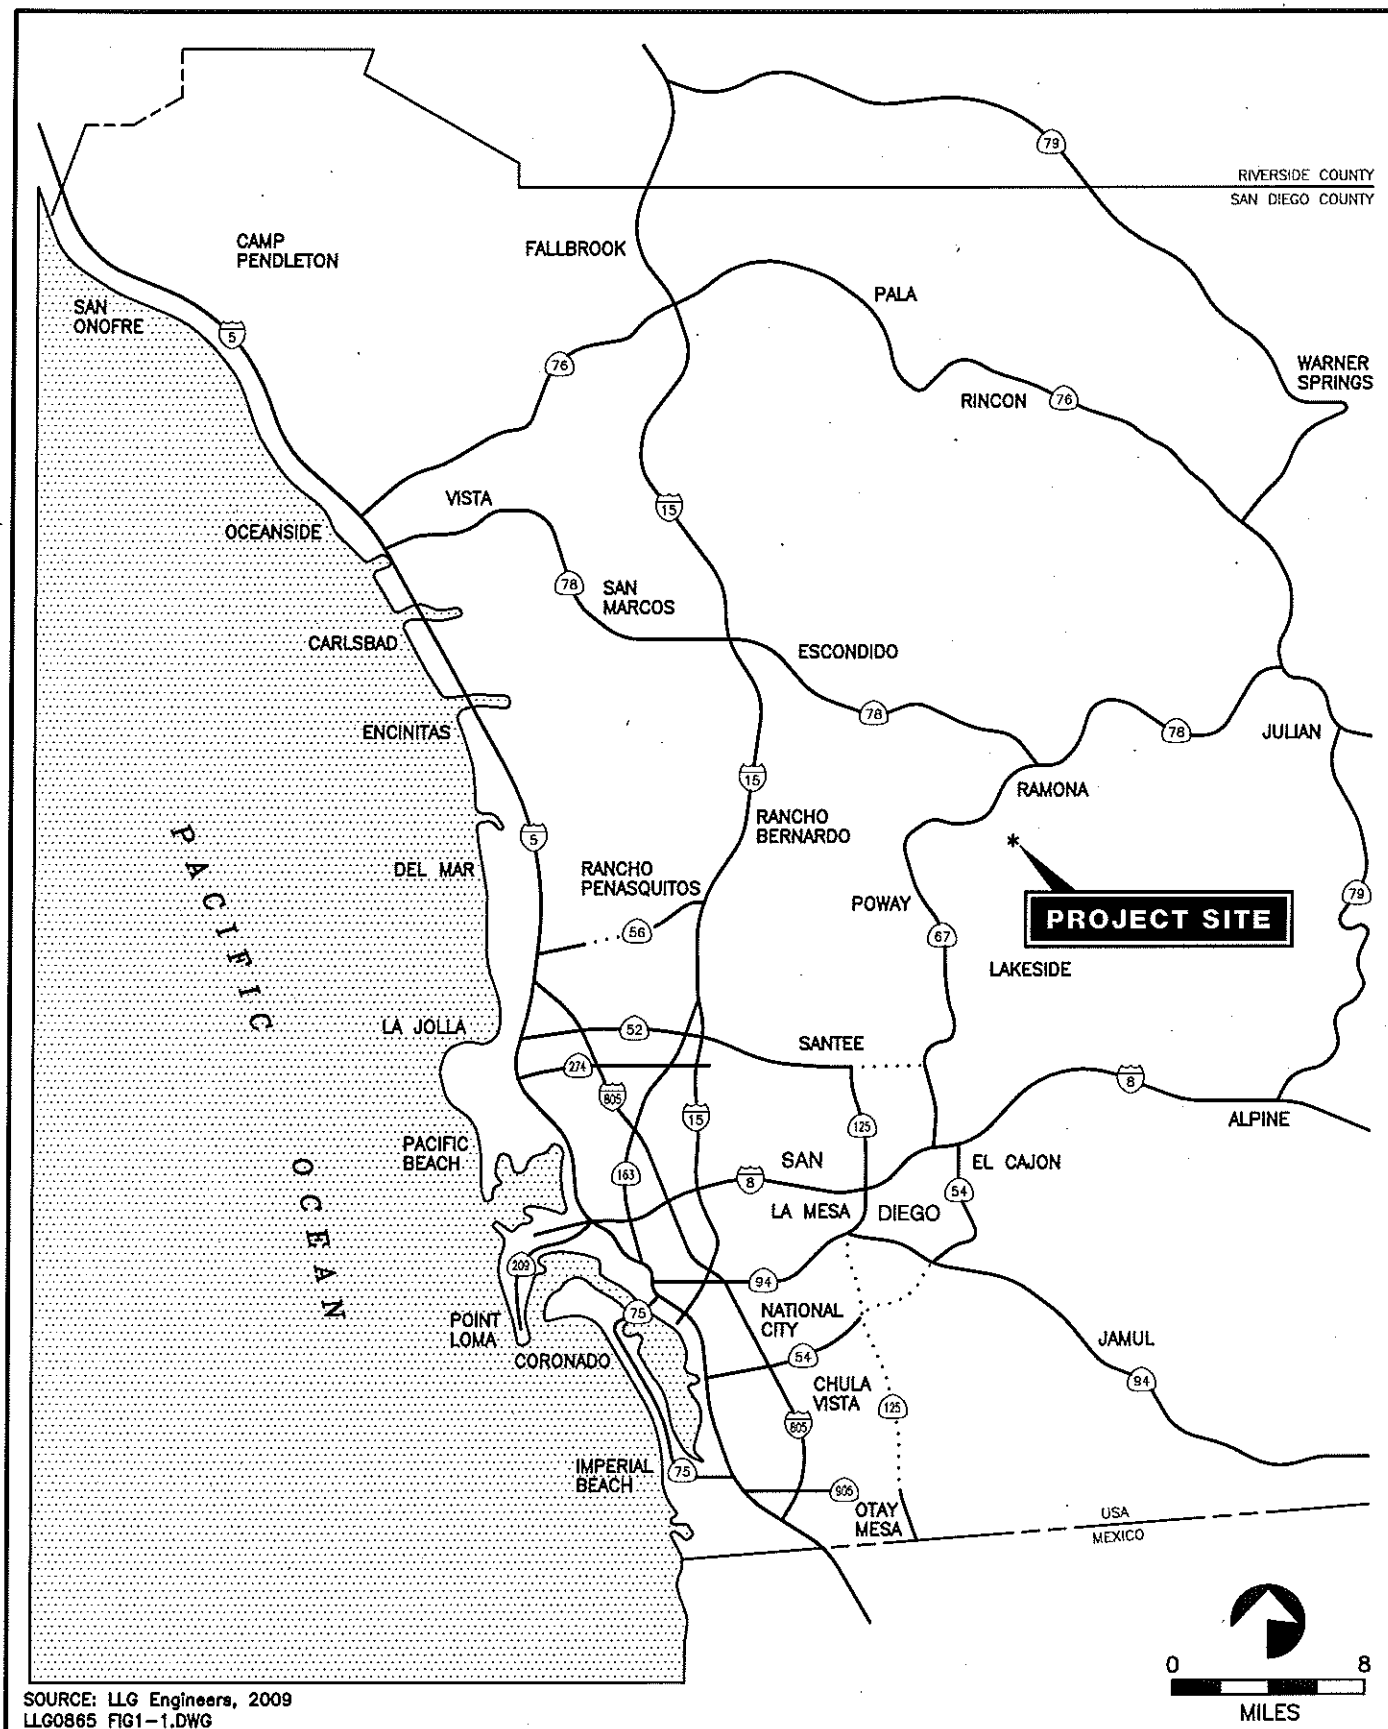 79
RIVERSIDE COUNTY
SAN DIEGO COUNTY
CAMP
PENDLETON
FALLBROOK
SAN
ONOFRE
5
PALA
76
WARNER
SPRINGS
RINCON
76
VISTA
15
OCEANSIDE
78
SAN
MARCOS
CARLSBAD
ESCONDIDO
78
ENCINITAS
78
JULIAN
15
RAMONA
RANCHO
BERNARDO
5
DEL MAR
RANCHO
PENASQUITOS
*
POWAY
79
PROJECT SITE
56
67
LAKESIDE
PACIFIC
OCEAN
LA JOLLA
52
SANTEE
274
805
8
15
125
ALPINE
PACIFIC
BEACH
163
SAN
DIEGO
8
EL CAJON
54
LA MESA
209
94
75
POINT
LOMA
NATIONAL
CITY
CORONADO
54
JAMUL
94
CHULA
VISTA
125
805
IMPERIAL
BEACH
75
905
OTAY
MESA
USA
MEXICO
0 8
MILES
SOURCE: LLG Engineers, 2009
LLG0865 FIG1-1.DWG